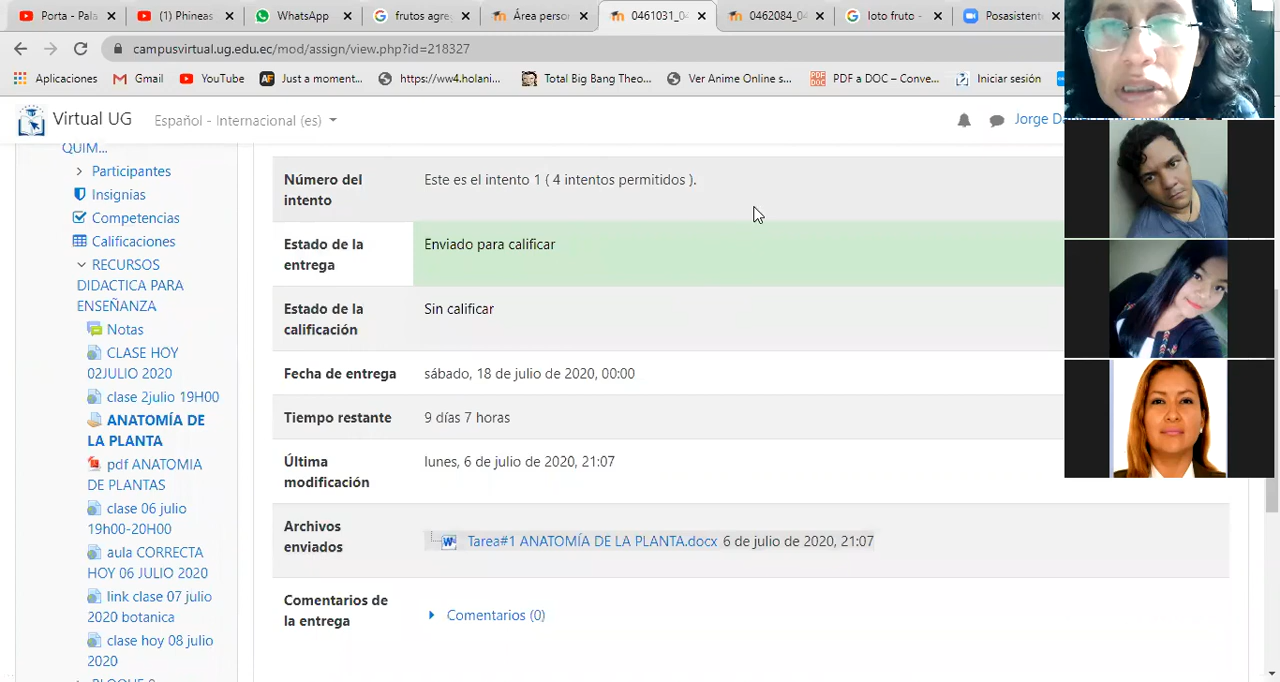 Porta - Pala
(1) Phineas
WhatsApp
frutos agre
Área person
0461031_04
0462084_04
loto fruto -
Posasistent
campusvirtual.ug.edu.ec/mod/assign/view.php?id=218327
Aplicaciones
Gmail
YouTube
AF
Just a moment...
https://ww4.holani...
Total Big Bang Theo...
Ver Anime Online s...
PDF DOC
PDF a DOC – Conve...
Iniciar sesión
Virtual UG
Español - Internacional (es)
QUIM...
Participantes
Insignias
Competencias
Calificaciones
RECURSOS
DIDACTICA PARA
ENSEÑANZA
Notas
CLASE HOY
02JULIO 2020
clase 2julio 19H00
ANATOMÍA DE
LA PLANTA
pdf ANATOMIA
DE PLANTAS
clase 06 julio
19h00-20H00
aula CORRECTA
HOY 06 JULIO 2020
link clase 07 julio
2020 botanica
clase hoy 08 julio
2020
Número del
intento
Este es el intento 1 ( 4 intentos permitidos ).
Estado de la
entrega
Enviado para calificar
Estado de la
calificación
Sin calificar
Fecha de entrega
sábado, 18 de julio de 2020, 00:00
Tiempo restante
9 días 7 horas
Última
modificación
lunes, 6 de julio de 2020, 21:07
Archivos
enviados
Tarea#1 ANATOMÍA DE LA PLANTA.docx 6 de julio de 2020, 21:07
Comentarios de
la entrega
Comentarios (0)
Jorge